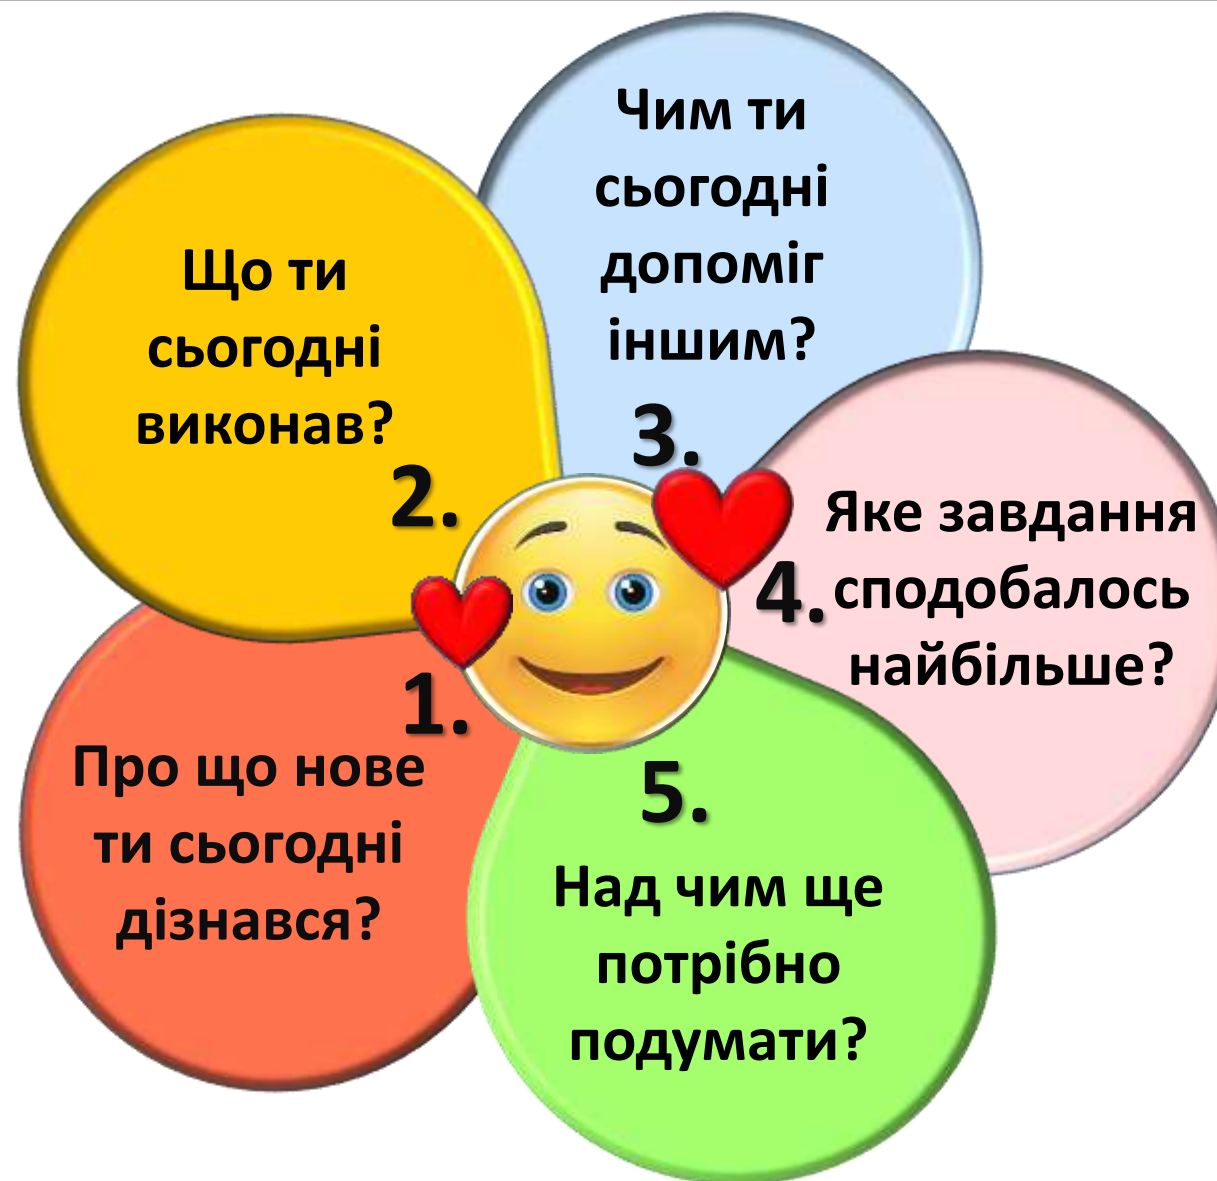 1.
Про що нове
ти сьогодні
дізнався?
2.
Що ти
сьогодні
виконав?
3.
Чим ти
сьогодні
допоміг
іншим?
4.
Яке завдання
сподобалось
найбільше?
5.
Над чим ще
потрібно
подумати?